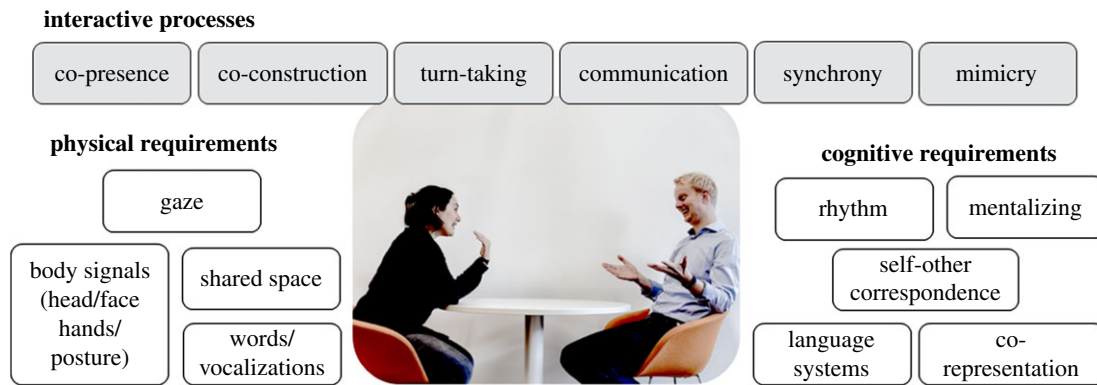 interactive processes
co-presence
co-construction
turn-taking
communication
synchrony
mimicry
physical requirements
gaze
body signals
(head/face
hands/
posture)
shared space
words/
vocalizations
cognitive requirements
rhythm
mentalizing
self-other
correspondence
language
systems
co-
representation